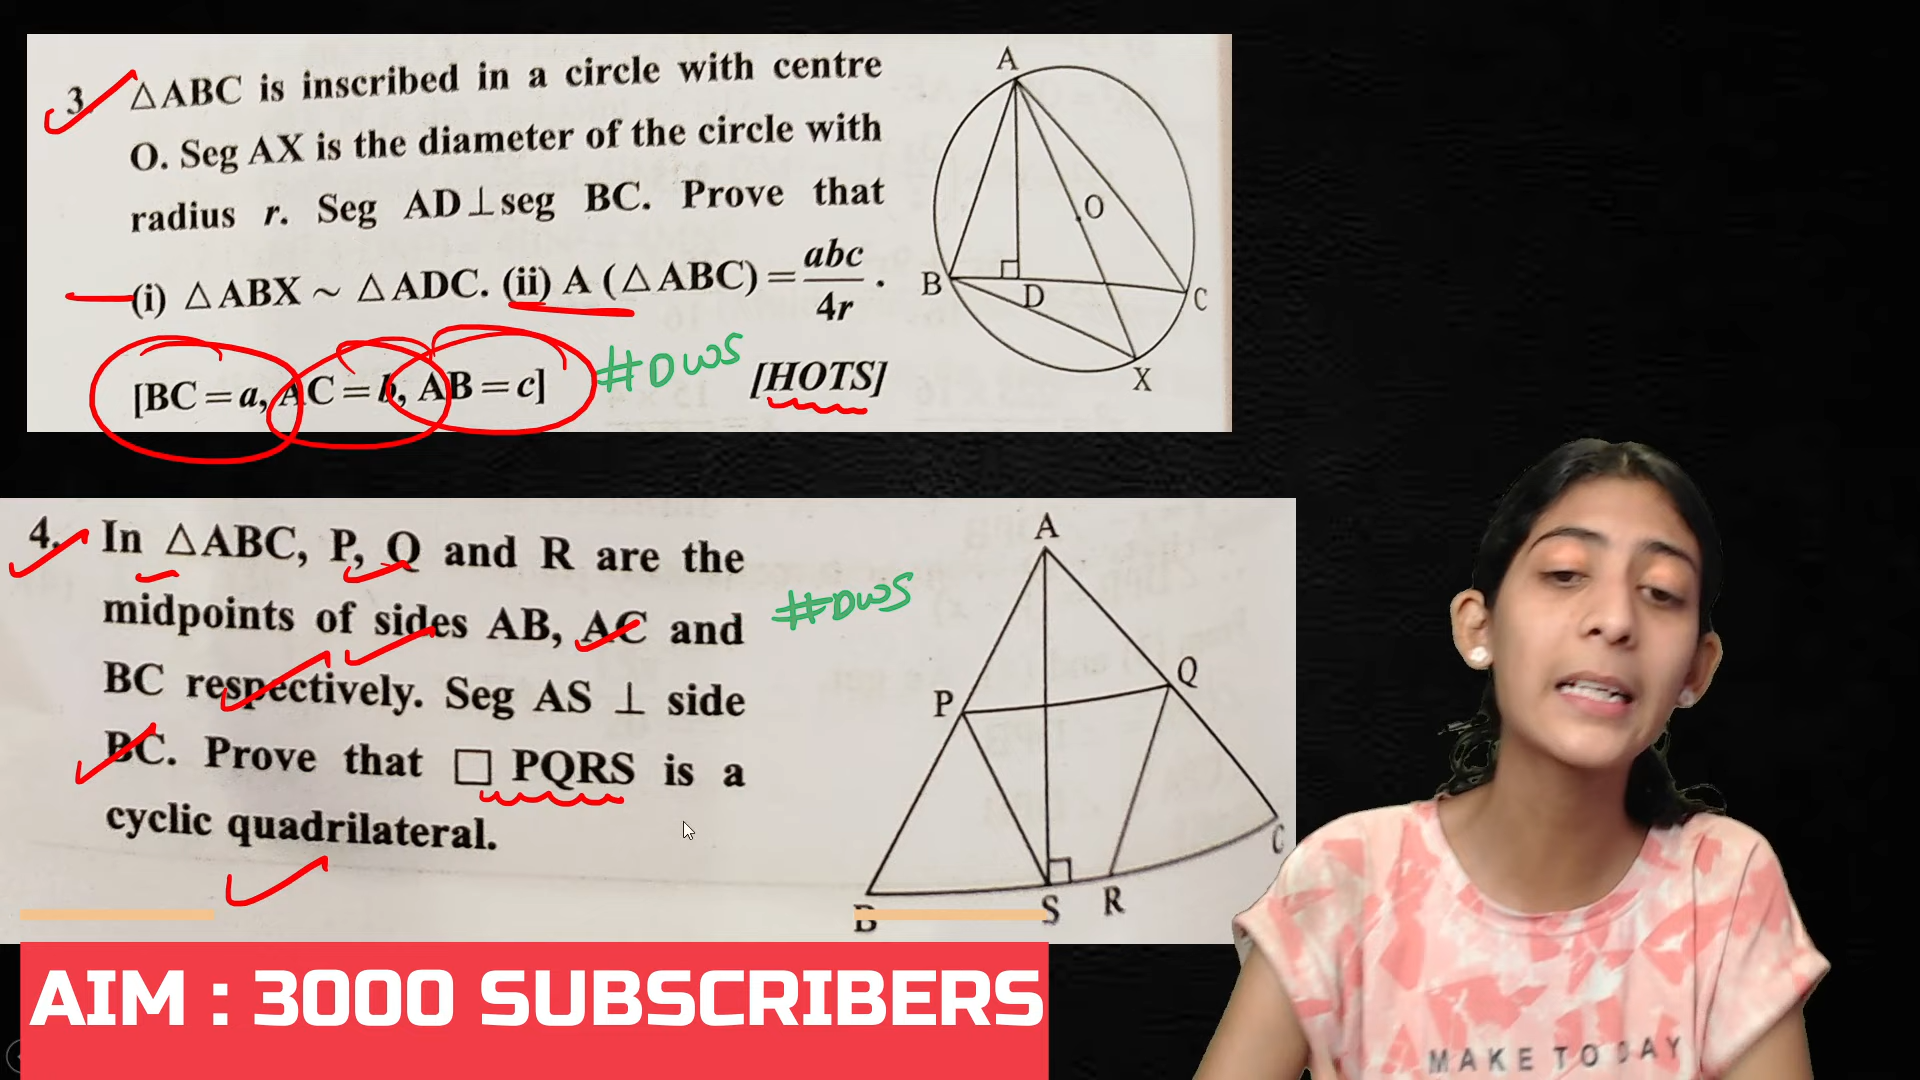 3. △ABC is inscribed in a circle with centre
O. Seg AX is the diameter of the circle with
radius r. Seg AD⊥seg BC. Prove that
(i) △ABX ~ △ADC. (ii) A (△ABC) = abc/4r .
[BC = a, AC = b, AB = c] #DWS [HOTS]
A
O
B
D
C
X
4. In △ABC, P, Q and R are the
midpoints of sides AB, AC and
BC respectively. Seg AS ⊥ side
BC. Prove that □ PQRS is a
cyclic quadrilateral.
#DWS
A
Q
P
C
B
S
R
AIM : 3000 SUBSCRIBERS
MAKE TODAY